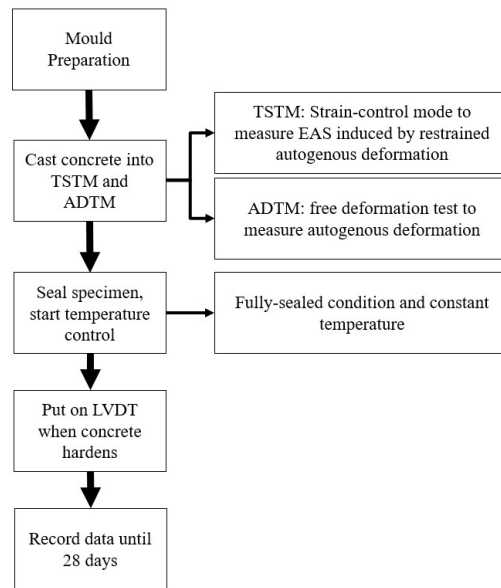 Mould
Preparation
Cast concrete into
TSTM and
ADTM
TSTM: Strain-control mode to
measure EAS induced by restrained
autogenous deformation
ADTM: free deformation test to
measure autogenous deformation
Seal specimen,
start temperature
control
Fully-sealed condition and constant
temperature
Put on LVDT
when concrete
hardens
Record data until
28 days